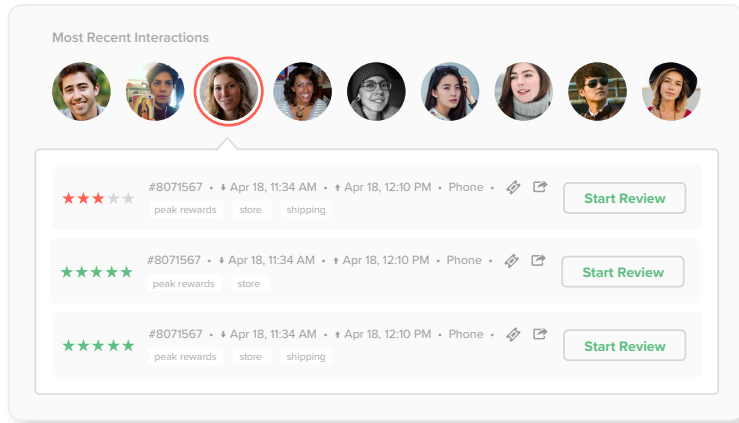 Most Recent Interactions
#8071567 • ⬇ Apr 18, 11:34 AM • ⬆ Apr 18, 12:10 PM • Phone •
peak rewards store shipping
Start Review
#8071567 • ⬇ Apr 18, 11:34 AM • ⬆ Apr 18, 12:10 PM • Phone •
peak rewards store
Start Review
#8071567 • ⬇ Apr 18, 11:34 AM • ⬆ Apr 18, 12:10 PM • Phone •
peak rewards store shipping
Start Review